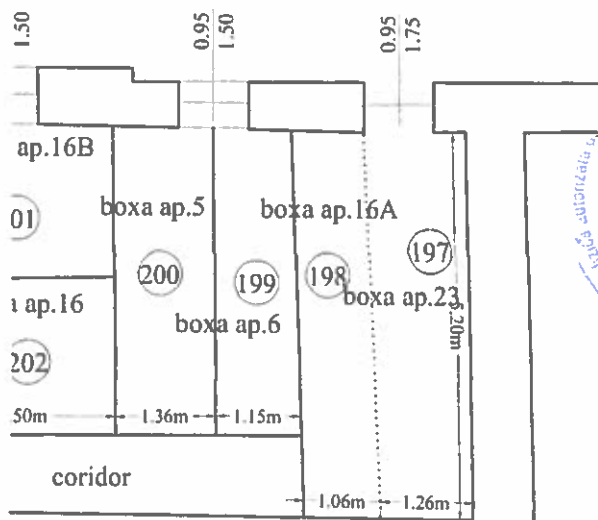 1.50
0.95
1.50
0.95
1.75
ap.16B
boxa ap.5
boxa ap.16A
01
200
199
198
197
ap.16
boxa ap.6
boxa ap.23
202
50m
1.36m
1.15m
coridor
1.06m
1.26m